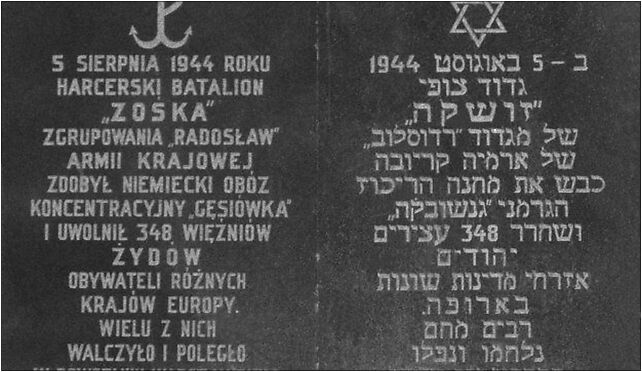 5 SIERPNIA 1944 ROKU
HARCERSKI BATALION
„ZOŚKA”
ZGRUPOWANIA „RADOSŁAW”
ARMII KRAJOWEJ
ZDOBYŁ NIEMIECKI OBÓZ
KONCENTRACYJNY „GĘSIÓWKA”
I UWOLNIŁ 348 WIĘŹNIÓW
ŻYDÓW
OBYWATELI RÓŻNYCH
KRAJÓW EUROPY.
WIELU Z NICH
WALCZYŁO I POLEGŁO
ב – 5 באוגוסט 1944
גדוד צופי
„זושקה”
של מגדוד „רדוסלוב”
של ארמיה קריובה
כבש את מחנה הריכוז
הגרמני „גנשובקה”
ושחרר 348 עצירים
יהודים
אזרחי מדינות שונות
בארופה.
רבים מהם
נלחמו ונפלו